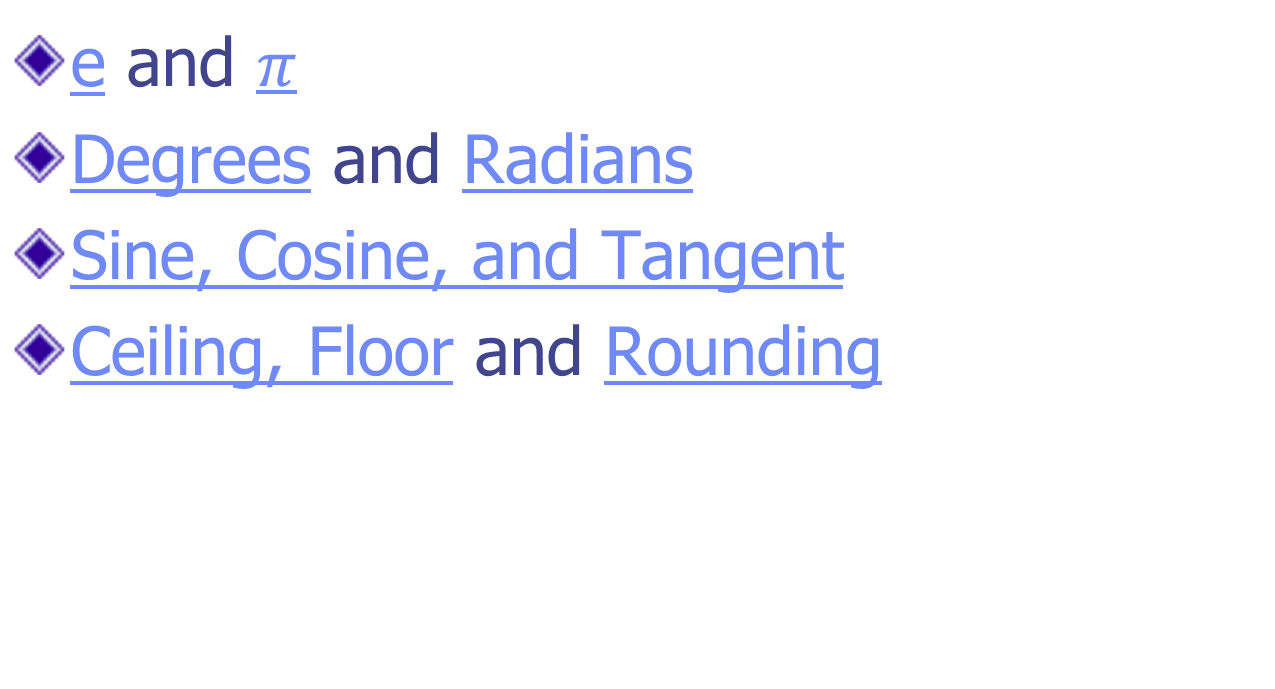 e and π
Degrees and Radians
Sine, Cosine, and Tangent
Ceiling, Floor and Rounding